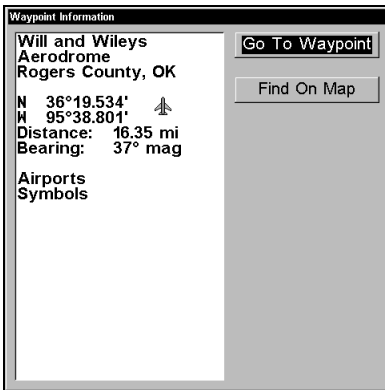 Waypoint Information
Will and Wileys
Aerodrome
Rogers County, OK
N 36°19.534'
W 95°38.801'
Distance: 16.35 mi
Bearing: 37° mag
Airports
Symbols
Go To Waypoint
Find On Map